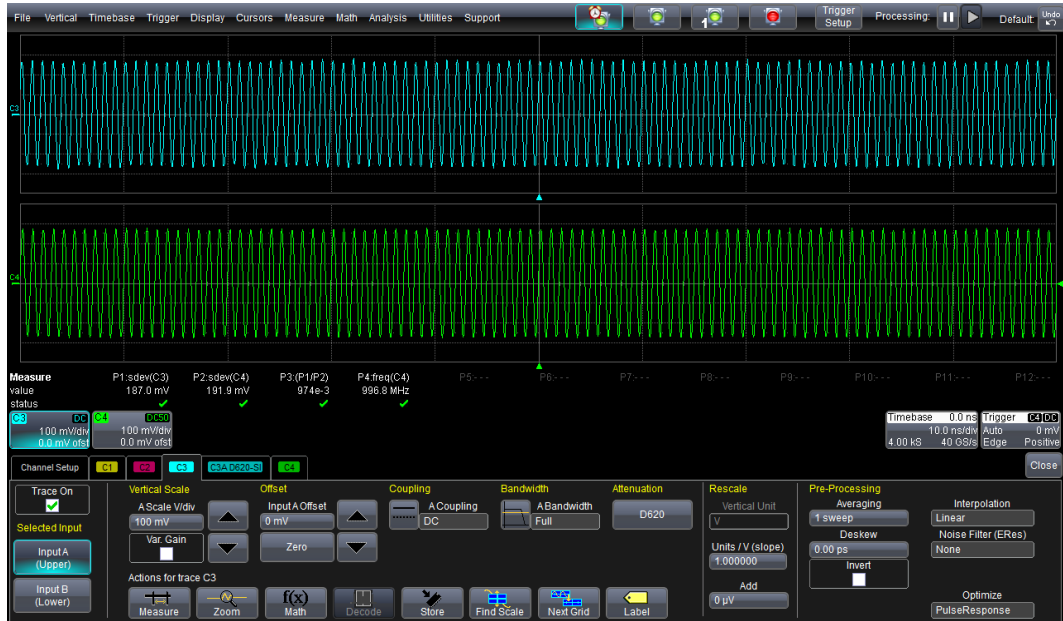 File Vertical Timebase Trigger Display Cursors Measure Math Analysis Utilities Support 1 Trigger Setup Processing: Default Undo
C3
C4
Measure P1:sdev(C3) P2:sdev(C4) P3:(P1/P2) P4:freq(C4) P5:--- P6:--- P7:--- P8:--- P9:--- P10:--- P11:--- P12:---
value 187.0 mV 191.9 mV 974e-3 996.8 MHz
status
C3 DC C4 DC50 Timebase 0.0 ns Trigger C4 DC
100 mV/div 100 mV/div 10.0 ns/div Auto 0 mV
0.0 mV ofst 0.0 mV ofst 4.00 kS 40 GS/s Edge Positive
Channel Setup C1 C2 C3 C3A D620-SI C4 Close
Trace On Vertical Scale Offset Coupling Bandwidth Attenuation Rescale Pre-Processing
A Scale V/div Input A Offset A Coupling A Bandwidth D620 Vertical Unit Averaging Interpolation
100 mV 0 mV DC Full V 1 sweep Linear
Selected Input Var. Gain Zero Deskew Noise Filter (ERes)
Input A (Upper) Units / V (slope) 0.00 ps None
1.000000 Invert
Actions for trace C3 Add
Input B (Lower) Measure Zoom f(x) Math Decode Store Find Scale Next Grid Label 0 µV Optimize
PulseResponse